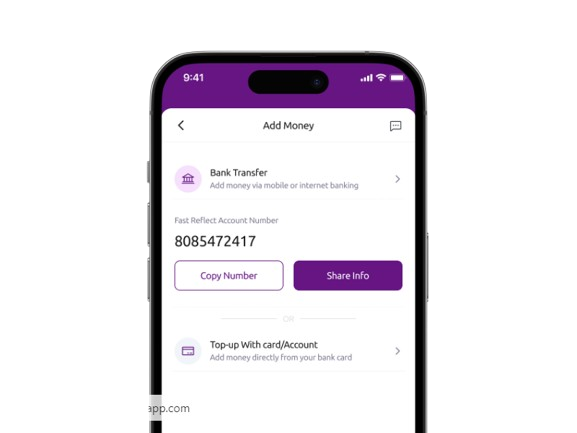 9:41
Add Money
Bank Transfer
Add money via mobile or internet banking
Fast Reflect Account Number
8085472417
Copy Number
Share Info
OR
Top-up With card/Account
Add money directly from your bank card
app.com